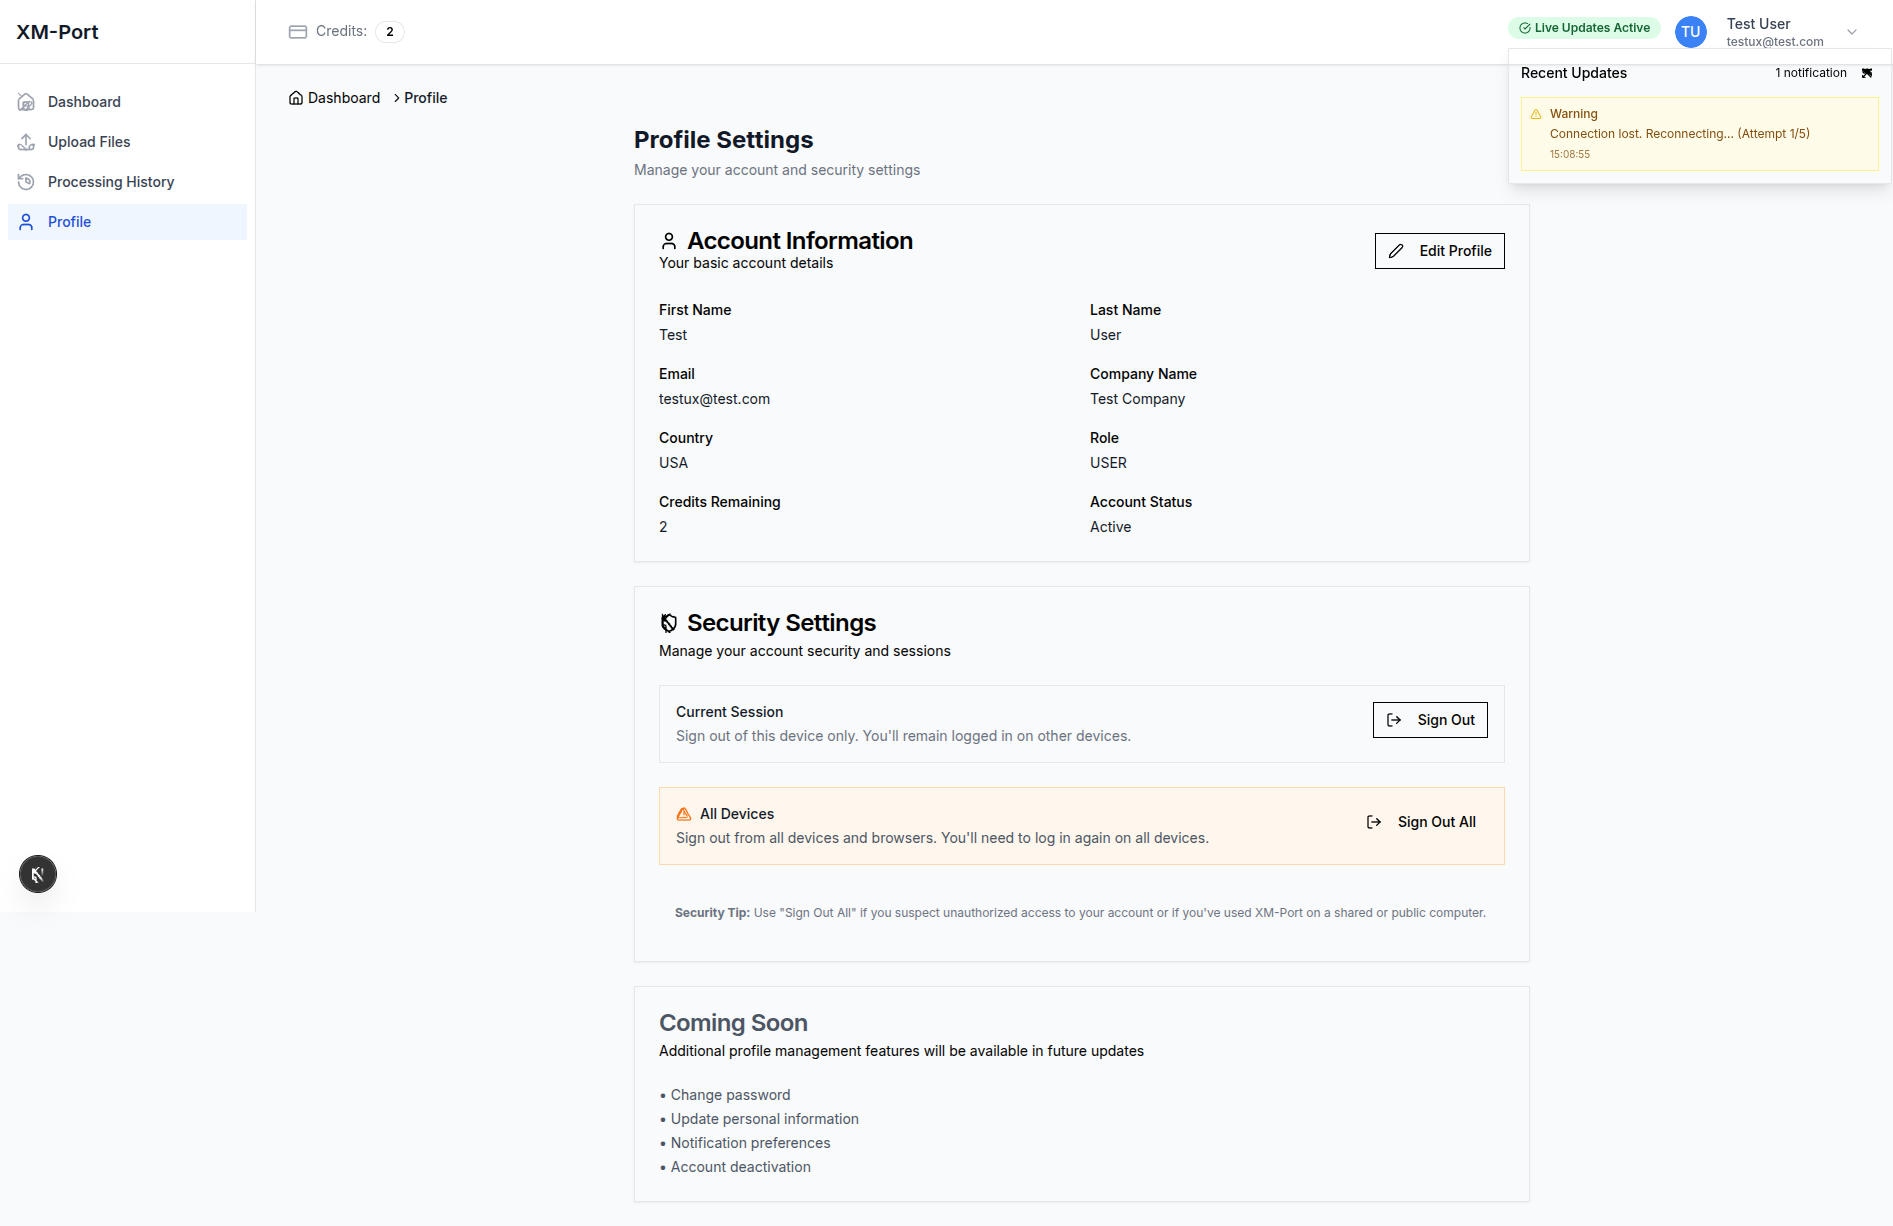 XM-Port
Credits: 2
Live Updates Active
TU
Test User
testux@test.com
Recent Updates
1 notification
Warning
Connection lost. Reconnecting... (Attempt 1/5)
15:08:55
Dashboard
Upload Files
Processing History
Profile
Dashboard
Profile
Profile Settings
Manage your account and security settings
Account Information
Your basic account details
Edit Profile
First Name
Test
Last Name
User
Email
testux@test.com
Company Name
Test Company
Country
USA
Role
USER
Credits Remaining
2
Account Status
Active
Security Settings
Manage your account security and sessions
Current Session
Sign out of this device only. You'll remain logged in on other devices.
Sign Out
All Devices
Sign out from all devices and browsers. You'll need to log in again on all devices.
Sign Out All
Security Tip: Use "Sign Out All" if you suspect unauthorized access to your account or if you've used XM-Port on a shared or public computer.
Coming Soon
Additional profile management features will be available in future updates
• Change password
• Update personal information
• Notification preferences
• Account deactivation